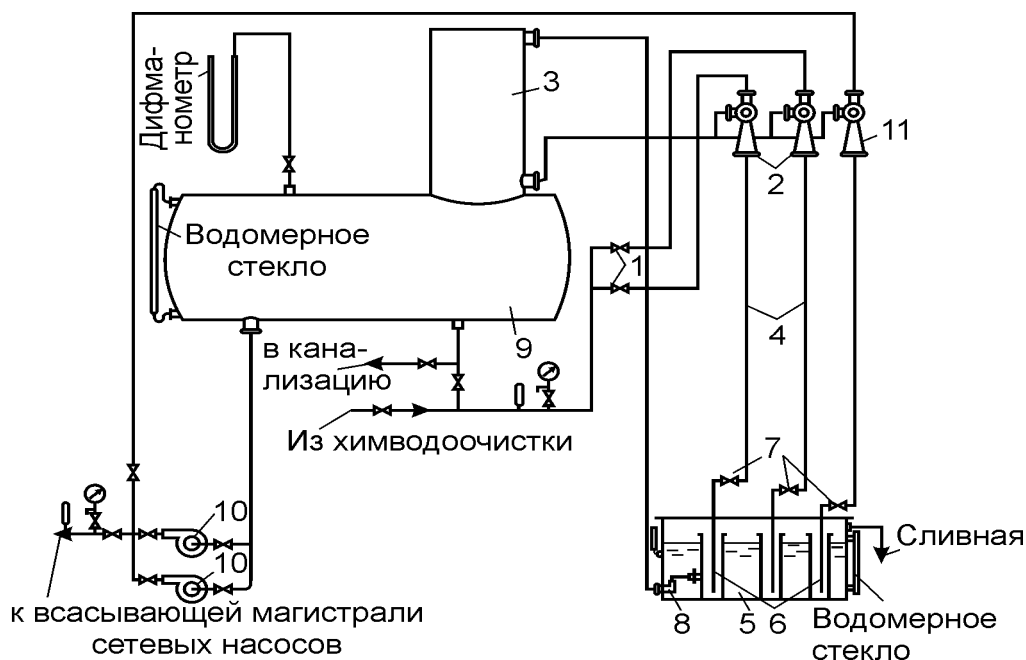 Дифма-
нометр
3
11
2
Водомерное
стекло
1
4
9
в кана-
лизацию
Из химводоочистки
7
10
10
Сливная
к всасывающей магистрали
сетевых насосов
8
5
6
Водомерное
стекло